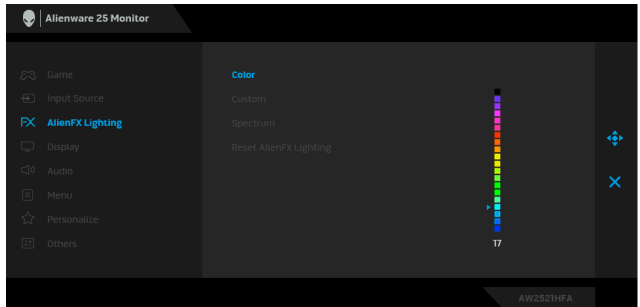 Alienware 25 Monitor
Game
Input Source
FX AlienFX Lighting
Display
Audio
Menu
Personalize
Others
Color
Custom
Spectrum
Reset AlienFX Lighting
17
AW2521HFA